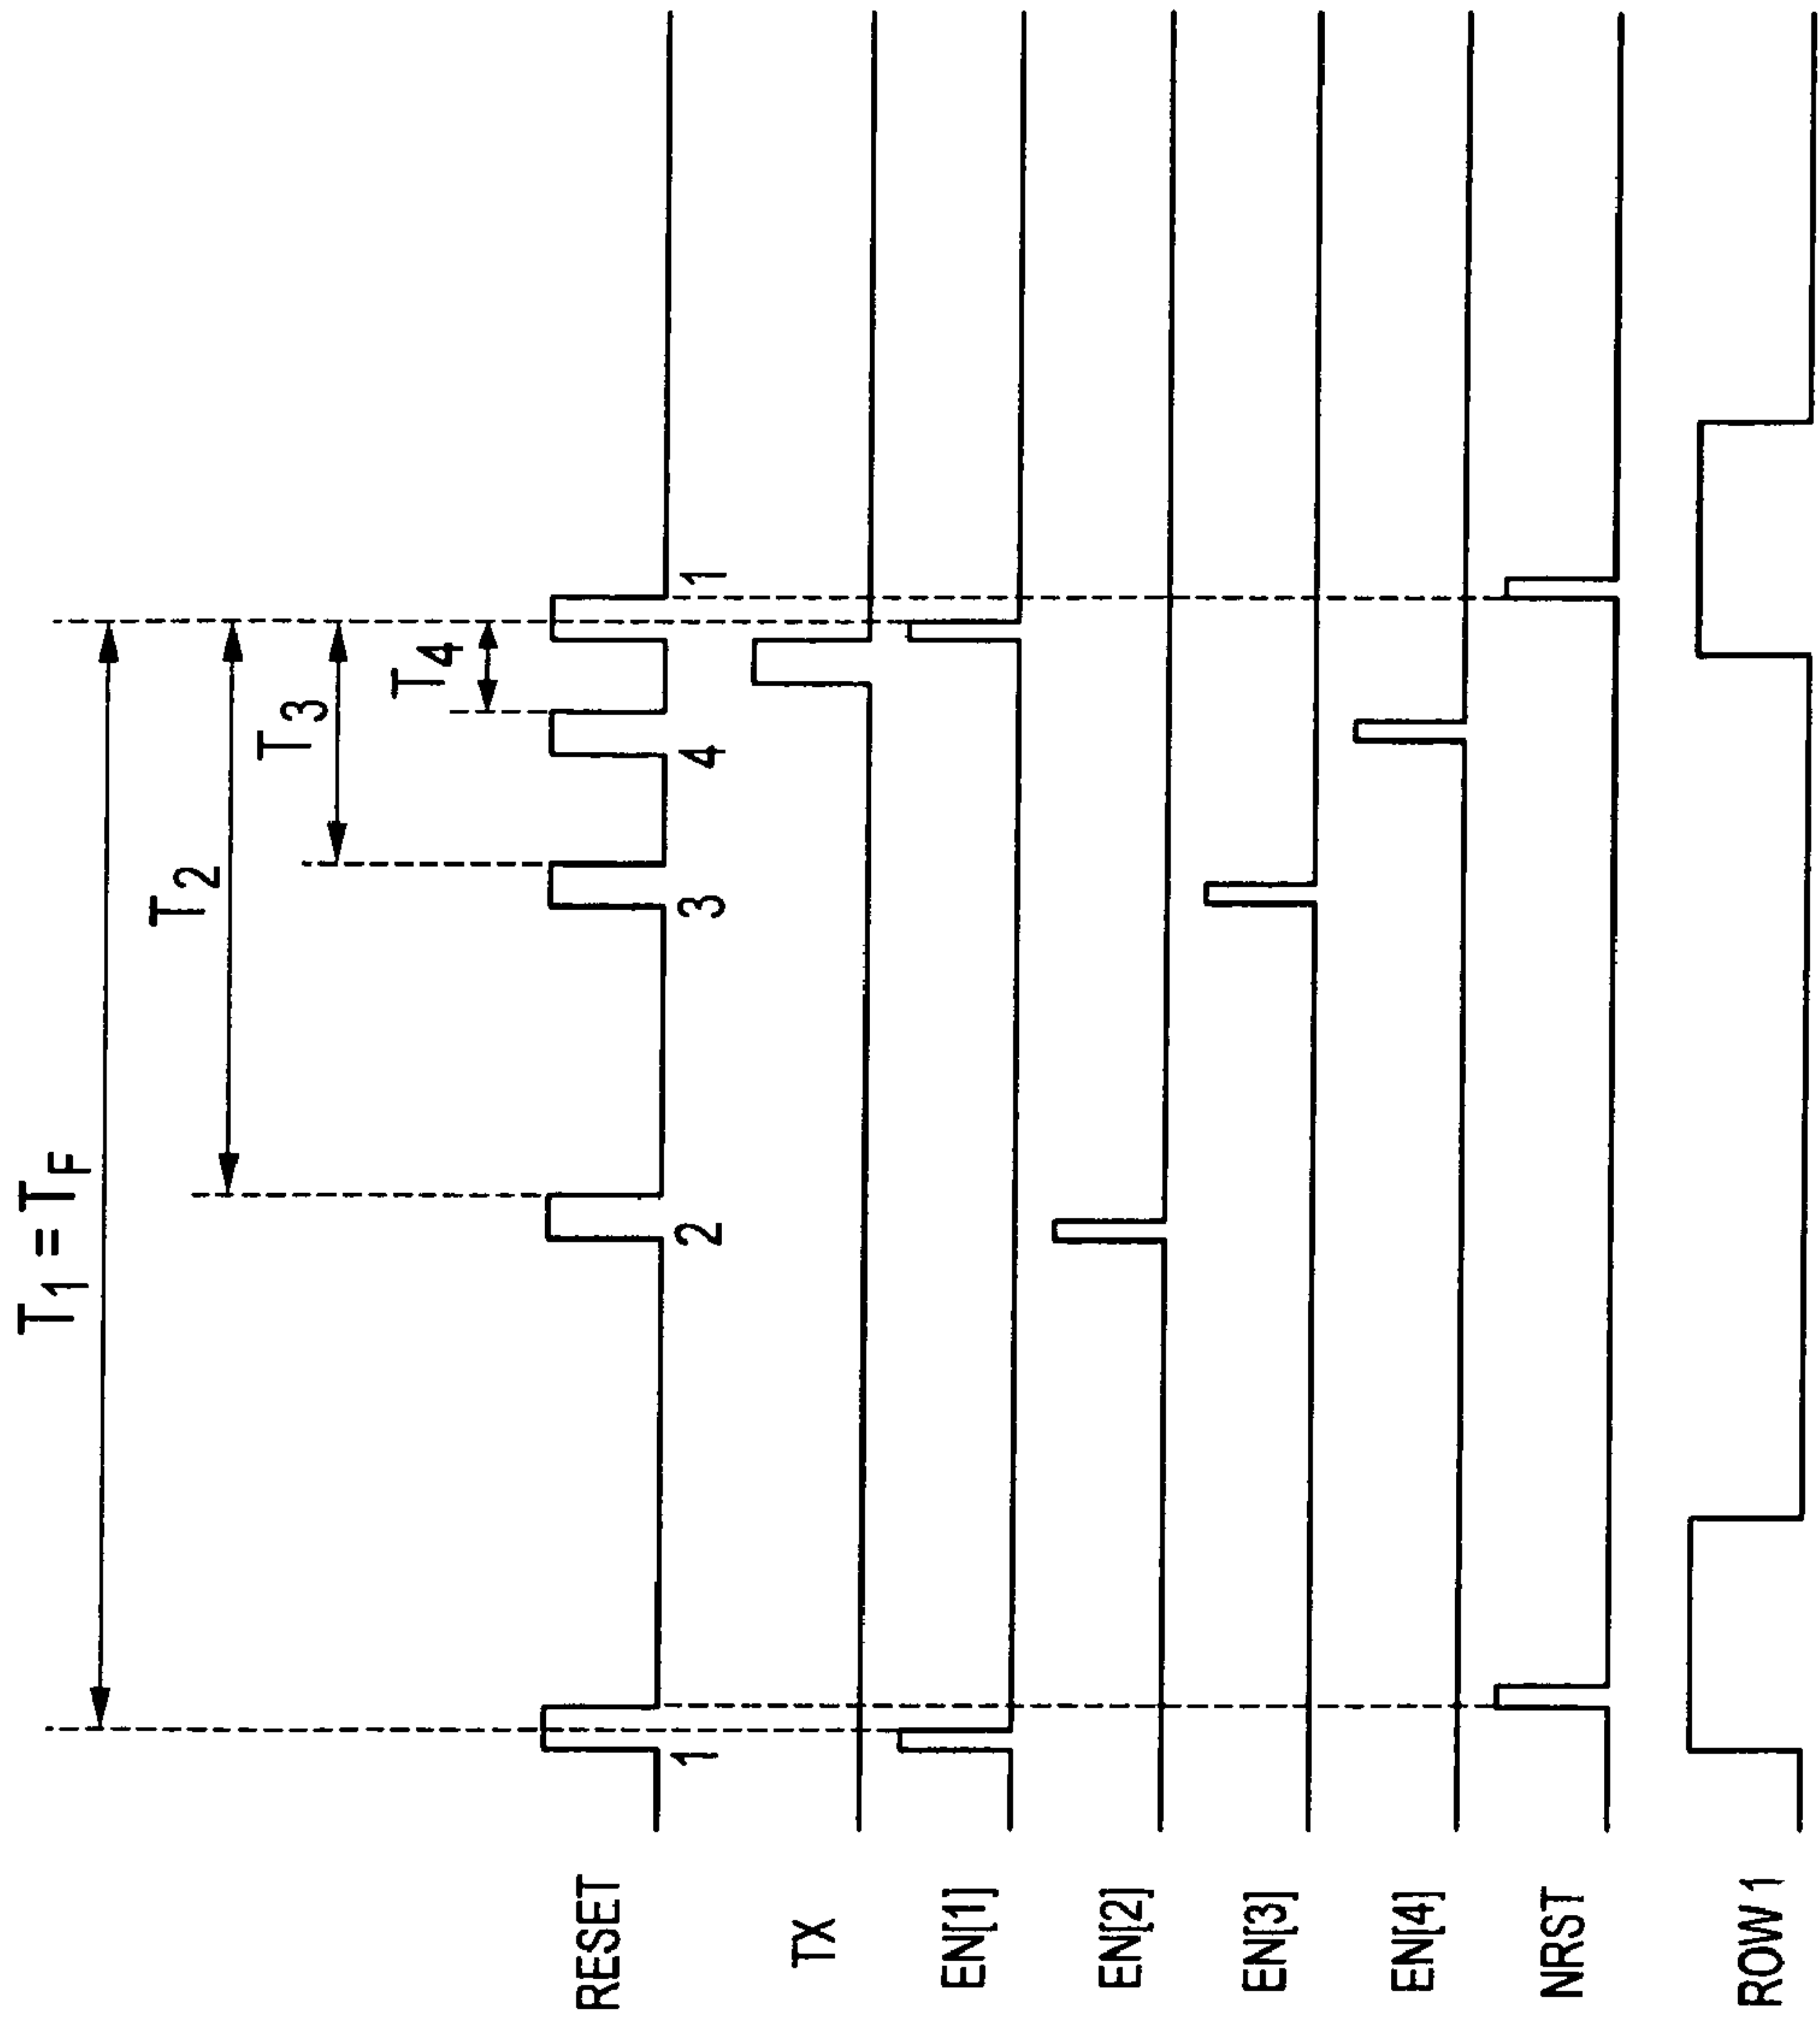 T1 = TF
T2
T3
T4
RESET
1
2
3
4
1
TX
EN[1]
EN[2]
EN[3]
EN[4]
NRST
ROW 1